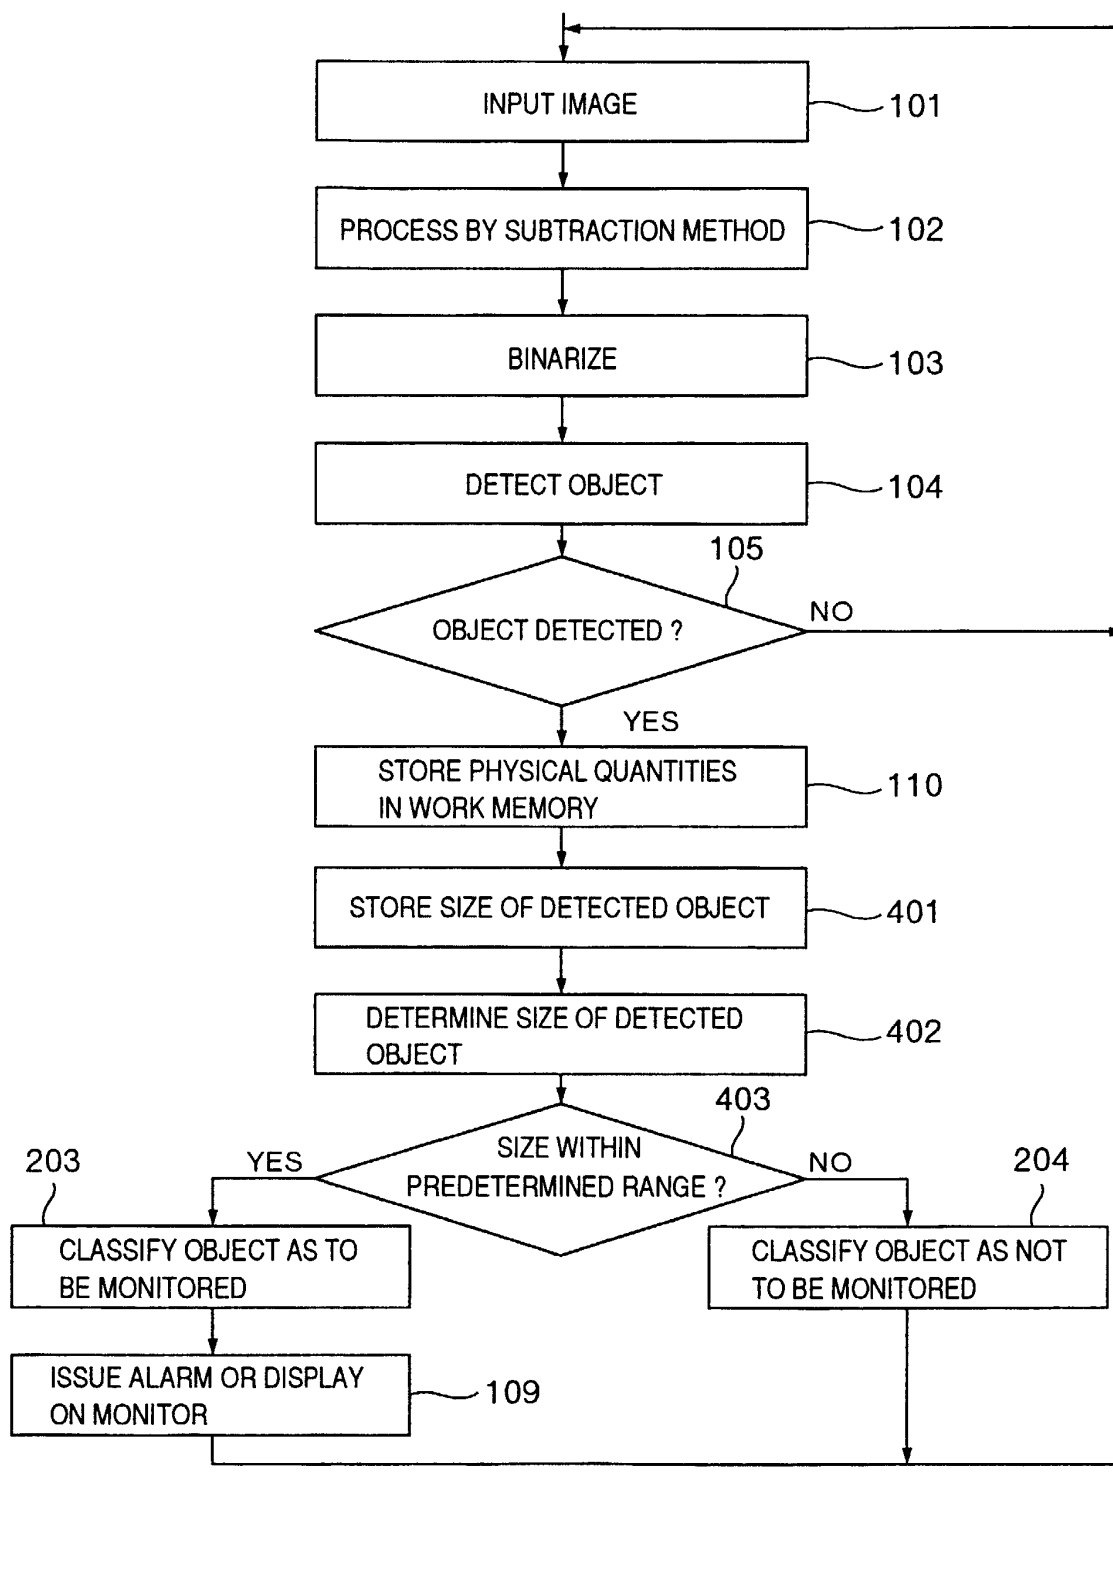 INPUT IMAGE
101
PROCESS BY SUBTRACTION METHOD
102
BINARIZE
103
DETECT OBJECT
104
105
OBJECT DETECTED ?
NO
YES
STORE PHYSICAL QUANTITIES
IN WORK MEMORY
110
STORE SIZE OF DETECTED OBJECT
401
DETERMINE SIZE OF DETECTED
OBJECT
402
403
SIZE WITHIN
PREDETERMINED RANGE ?
YES
NO
203
CLASSIFY OBJECT AS TO
BE MONITORED
204
CLASSIFY OBJECT AS NOT
TO BE MONITORED
ISSUE ALARM OR DISPLAY
ON MONITOR
109